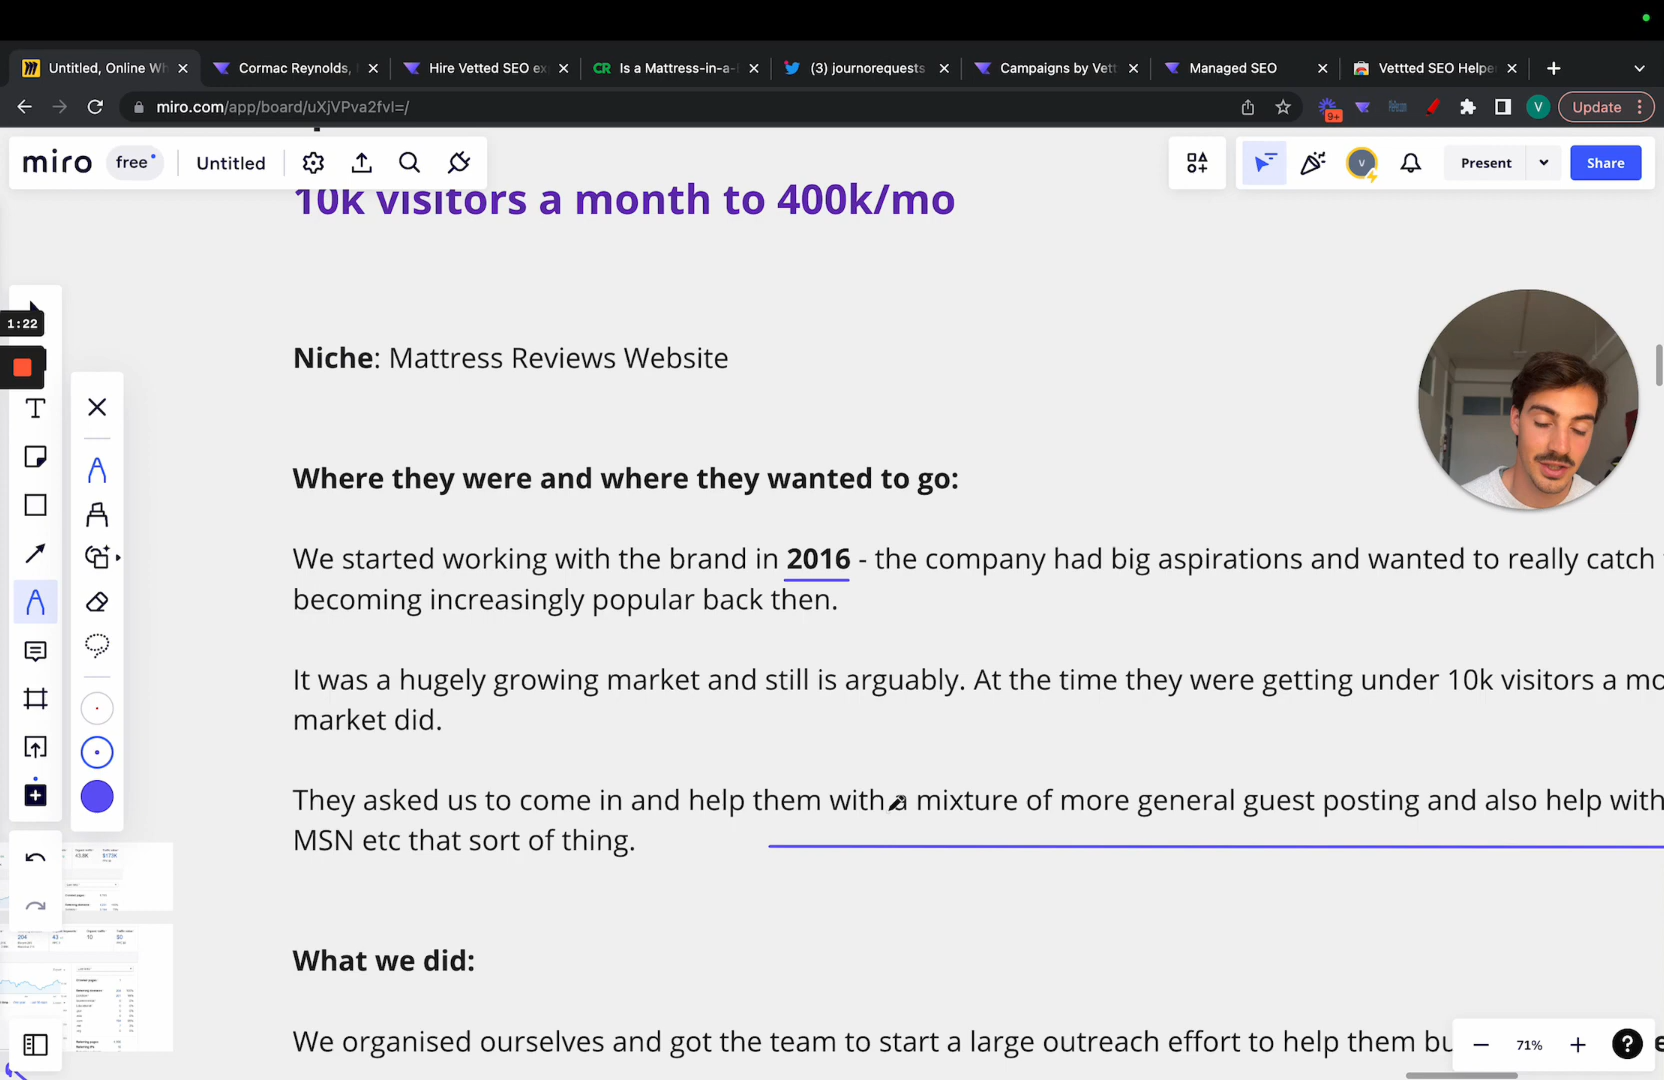 Untitled, Online Wh
Cormac Reynolds,
Hire Vetted SEO ex
CR Is a Mattress-in-a-
(3) journorequests
Campaigns by Vett
Managed SEO
Vettted SEO Helpe
miro.com/app/board/uXjVPva2fvI=/
9+
V
Update
miro
free
Untitled
V
Present
Share
10k visitors a month to 400k/mo
1:22
Niche: Mattress Reviews Website
Where they were and where they wanted to go:
We started working with the brand in 2016 - the company had big aspirations and wanted to really catch
becoming increasingly popular back then.
It was a hugely growing market and still is arguably. At the time they were getting under 10k visitors a mo
market did.
They asked us to come in and help them with a mixture of more general guest posting and also help with
MSN etc that sort of thing.
What we did:
We organised ourselves and got the team to start a large outreach effort to help them bu
71%